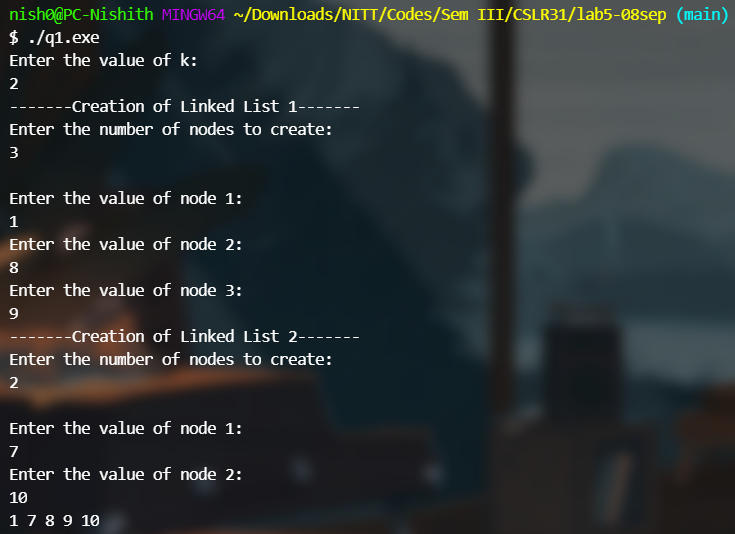 nish0@PC-Nishith MINGW64 ~/Downloads/NITT/Codes/Sem III/CSLR31/lab5-08sep (main)
$ ./q1.exe
Enter the value of k:
2
-------Creation of Linked List 1-------
Enter the number of nodes to create:
3

Enter the value of node 1:
1
Enter the value of node 2:
8
Enter the value of node 3:
9
-------Creation of Linked List 2-------
Enter the number of nodes to create:
2

Enter the value of node 1:
7
Enter the value of node 2:
10
1 7 8 9 10